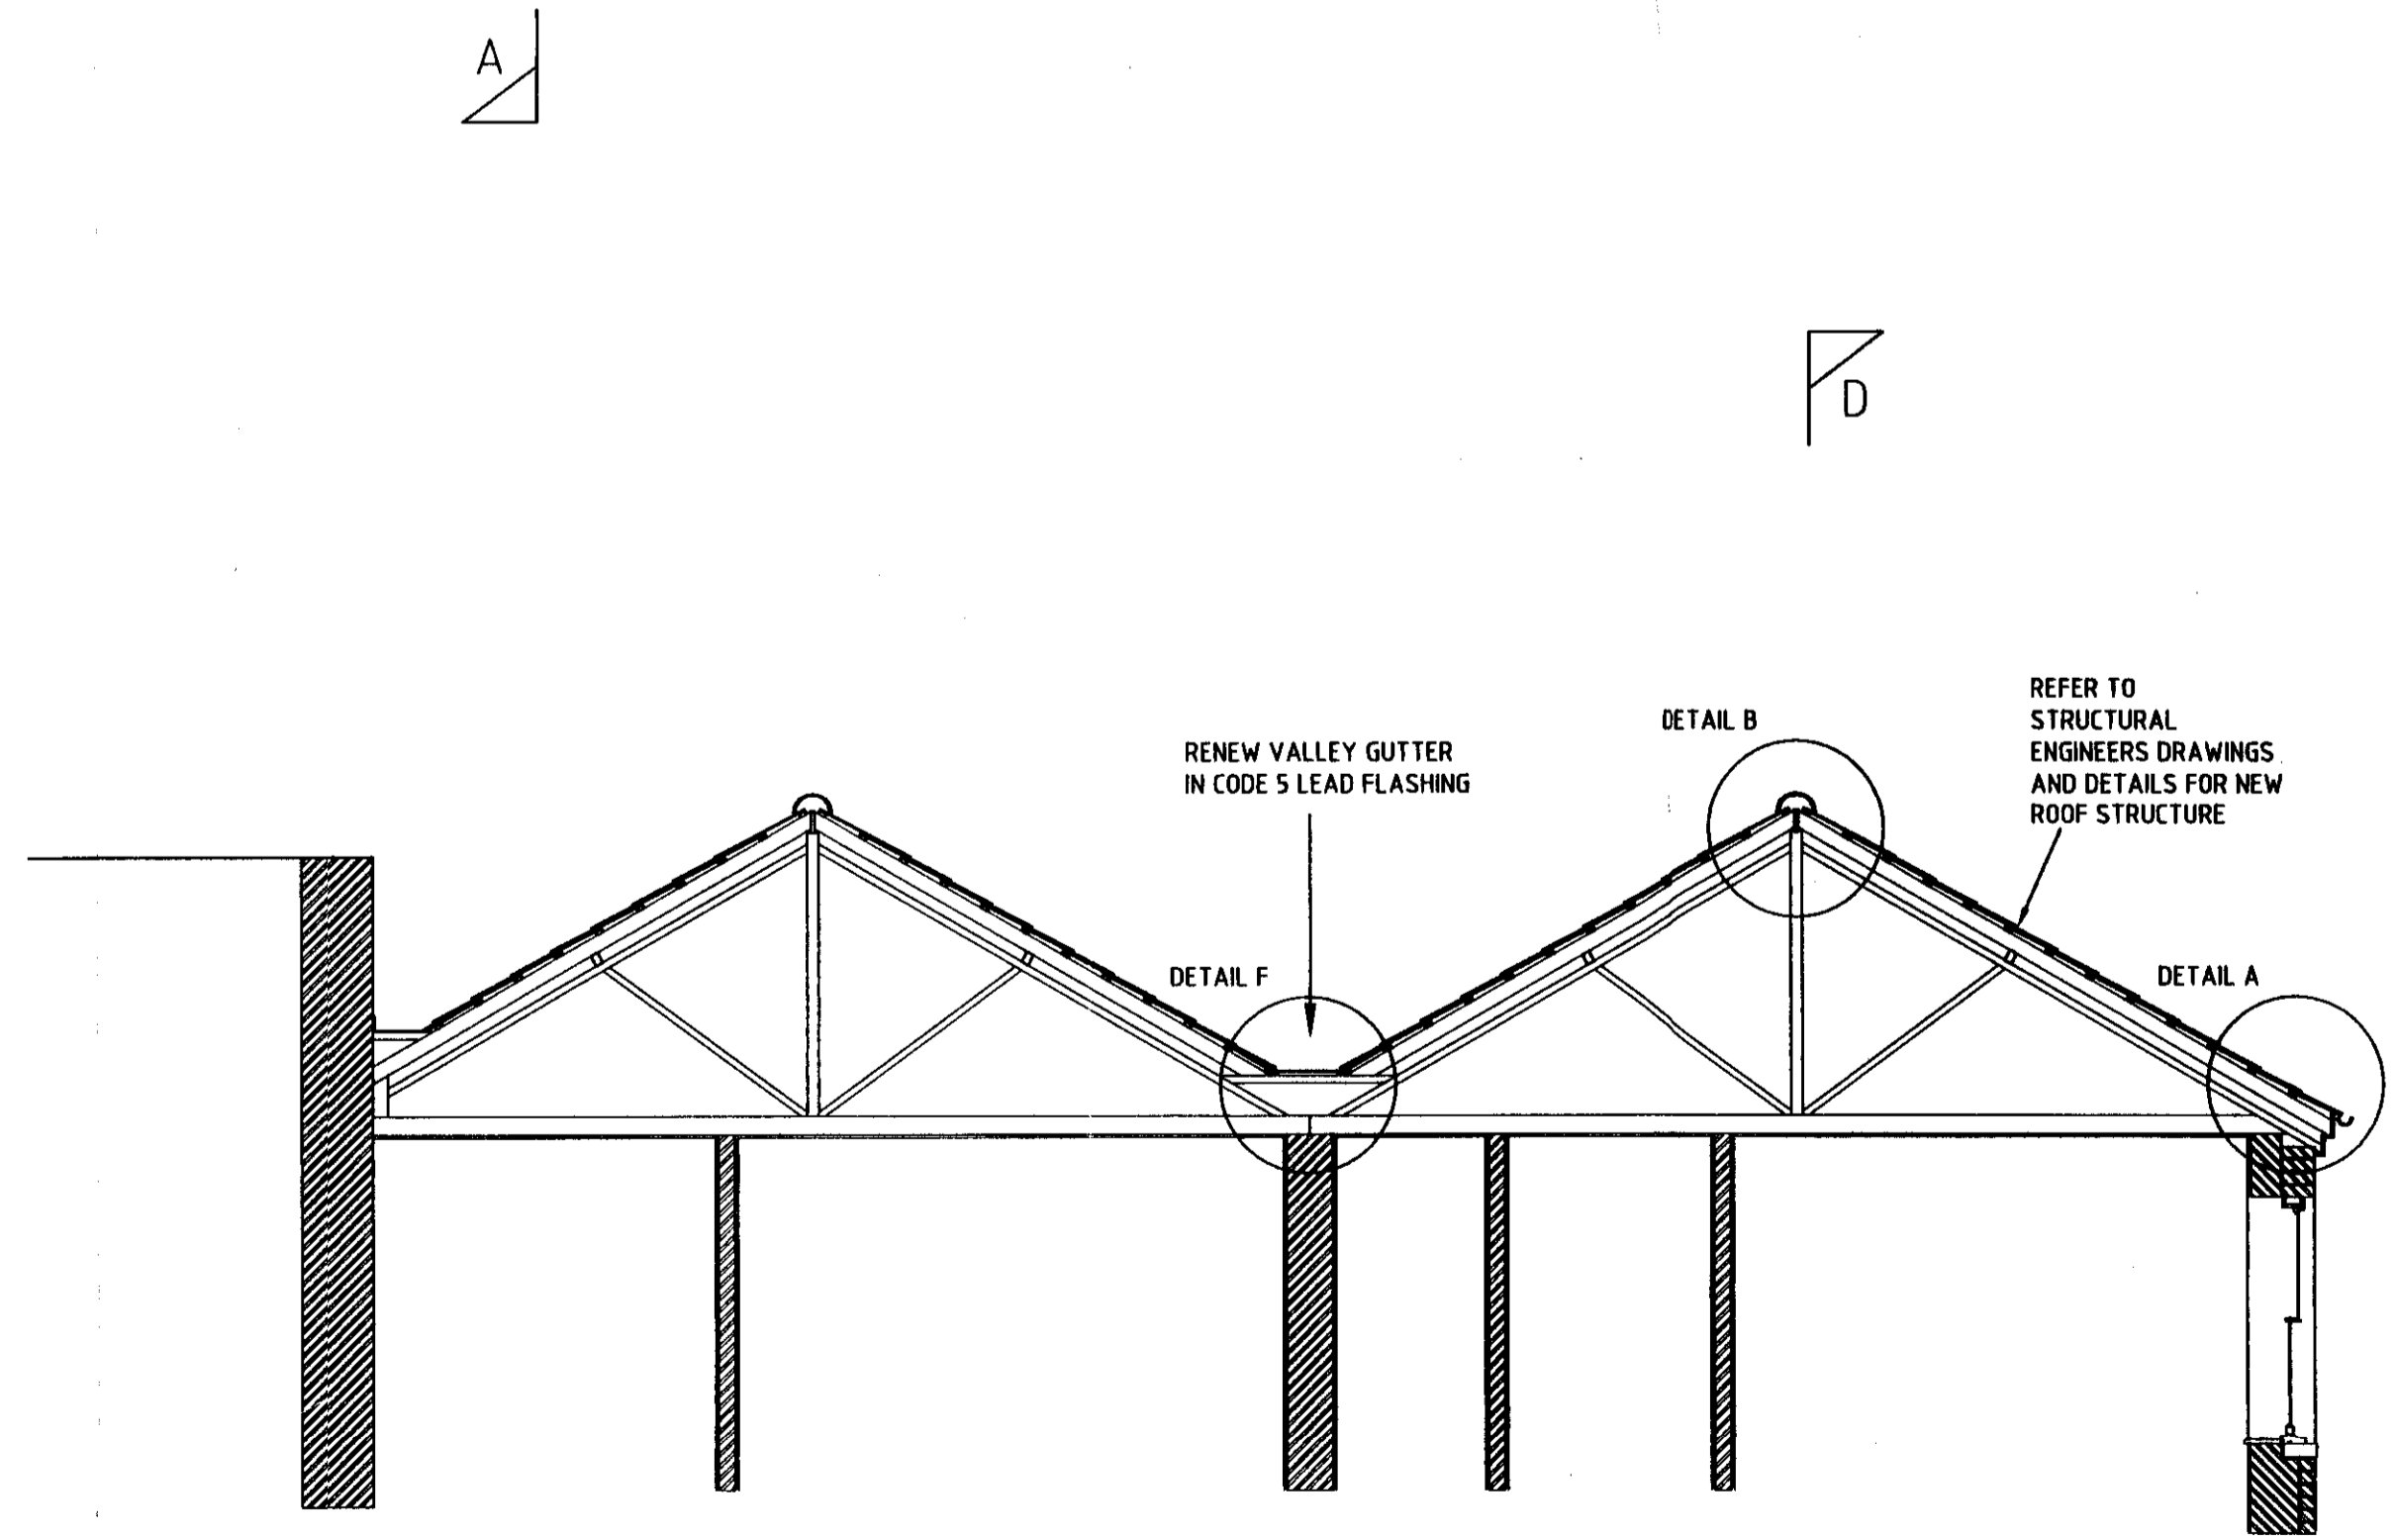 A
D
REFER TO
STRUCTURAL
ENGINEERS DRAWINGS
AND DETAILS FOR NEW
ROOF STRUCTURE
DETAIL B
RENEW VALLEY GUTTER
IN CODE 5 LEAD FLASHING
DETAIL F
DETAIL A